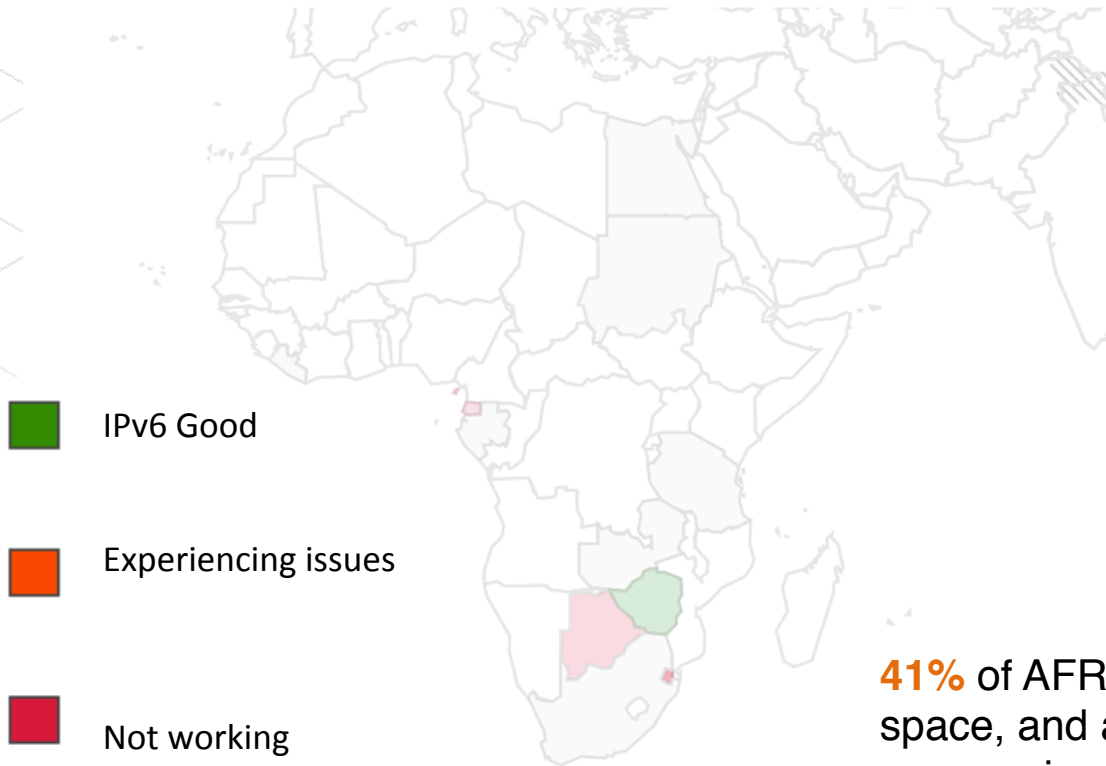 IPv6 Good
Experiencing issues
Not working
41% of AFR
space, and a